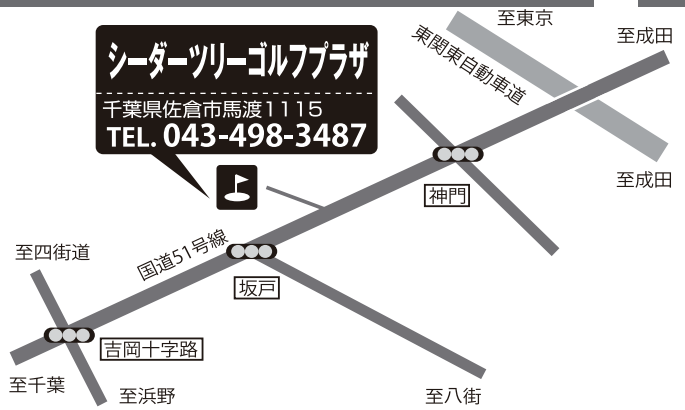 至東京
至成田
東関東自動車道
シーダーツリーゴルフプラザ
千葉県佐倉市馬渡1115
TEL. 043-498-3487
至成田
神門
国道51号線
至四街道
坂戸
吉岡十字路
至千葉
至浜野
至八街